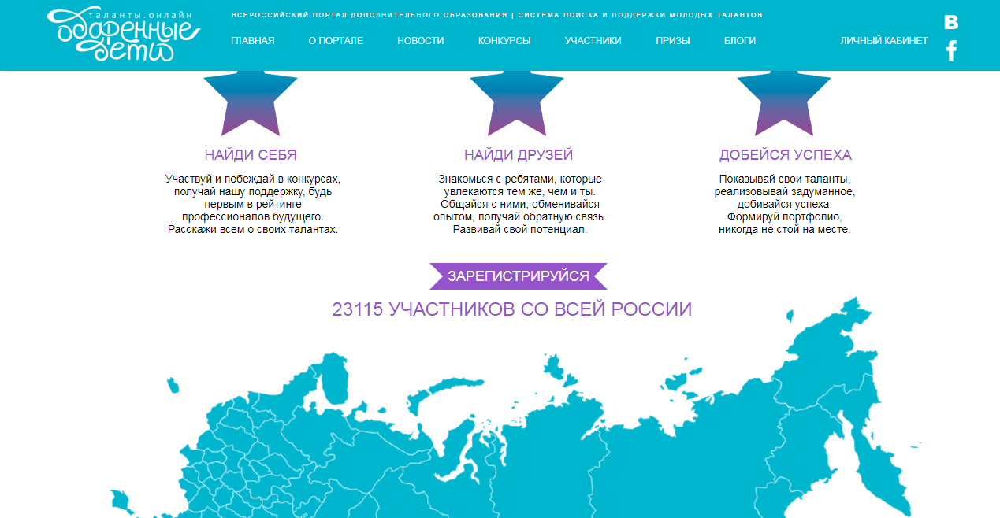 таланты.онлайн
одаренные
дети
ВСЕРОССИЙСКИЙ ПОРТАЛ ДОПОЛНИТЕЛЬНОГО ОБРАЗОВАНИЯ | СИСТЕМА ПОИСКА И ПОДДЕРЖКИ МОЛОДЫХ ТАЛАНТОВ
ГЛАВНАЯ О ПОРТАЛЕ НОВОСТИ КОНКУРСЫ УЧАСТНИКИ ПРИЗЫ БЛОГИ ЛИЧНЫЙ КАБИНЕТ
В
f
НАЙДИ СЕБЯ
Участвуй и побеждай в конкурсах,
получай нашу поддержку, будь
первым в рейтинге
профессионалов будущего.
Расскажи всем о своих талантах.
НАЙДИ ДРУЗЕЙ
Знакомься с ребятами, которые
увлекаются тем же, чем и ты.
Общайся с ними, обменивайся
опытом, получай обратную связь.
Развивай свой потенциал.
ДОБЕЙСЯ УСПЕХА
Показывай свои таланты,
реализовывай задуманное,
добивайся успеха.
Формируй портфолио,
никогда не стой на месте.
ЗАРЕГИСТРИРУЙСЯ
23115 УЧАСТНИКОВ СО ВСЕЙ РОССИИ